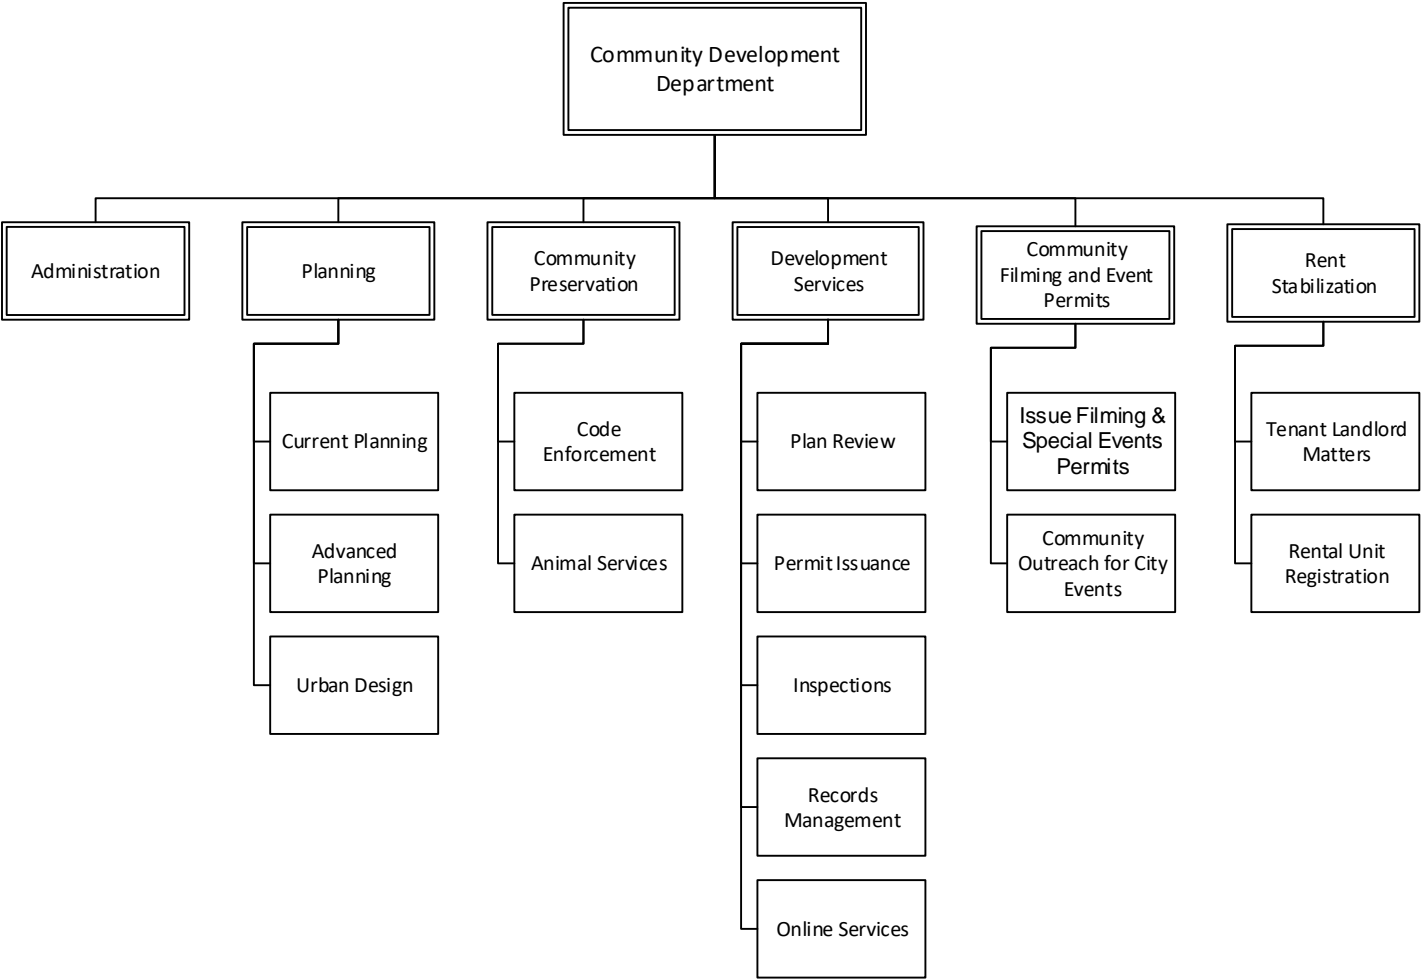 Community Development
Department
Administration
Planning
Community
Preservation
Development
Services
Community
Filming and Event
Permits
Rent
Stabilization
Current Planning
Advanced
Planning
Urban Design
Code
Enforcement
Animal Services
Plan Review
Permit Issuance
Inspections
Records
Management
Online Services
Issue Filming &
Special Events
Permits
Community
Outreach for City
Events
Tenant Landlord
Matters
Rental Unit
Registration